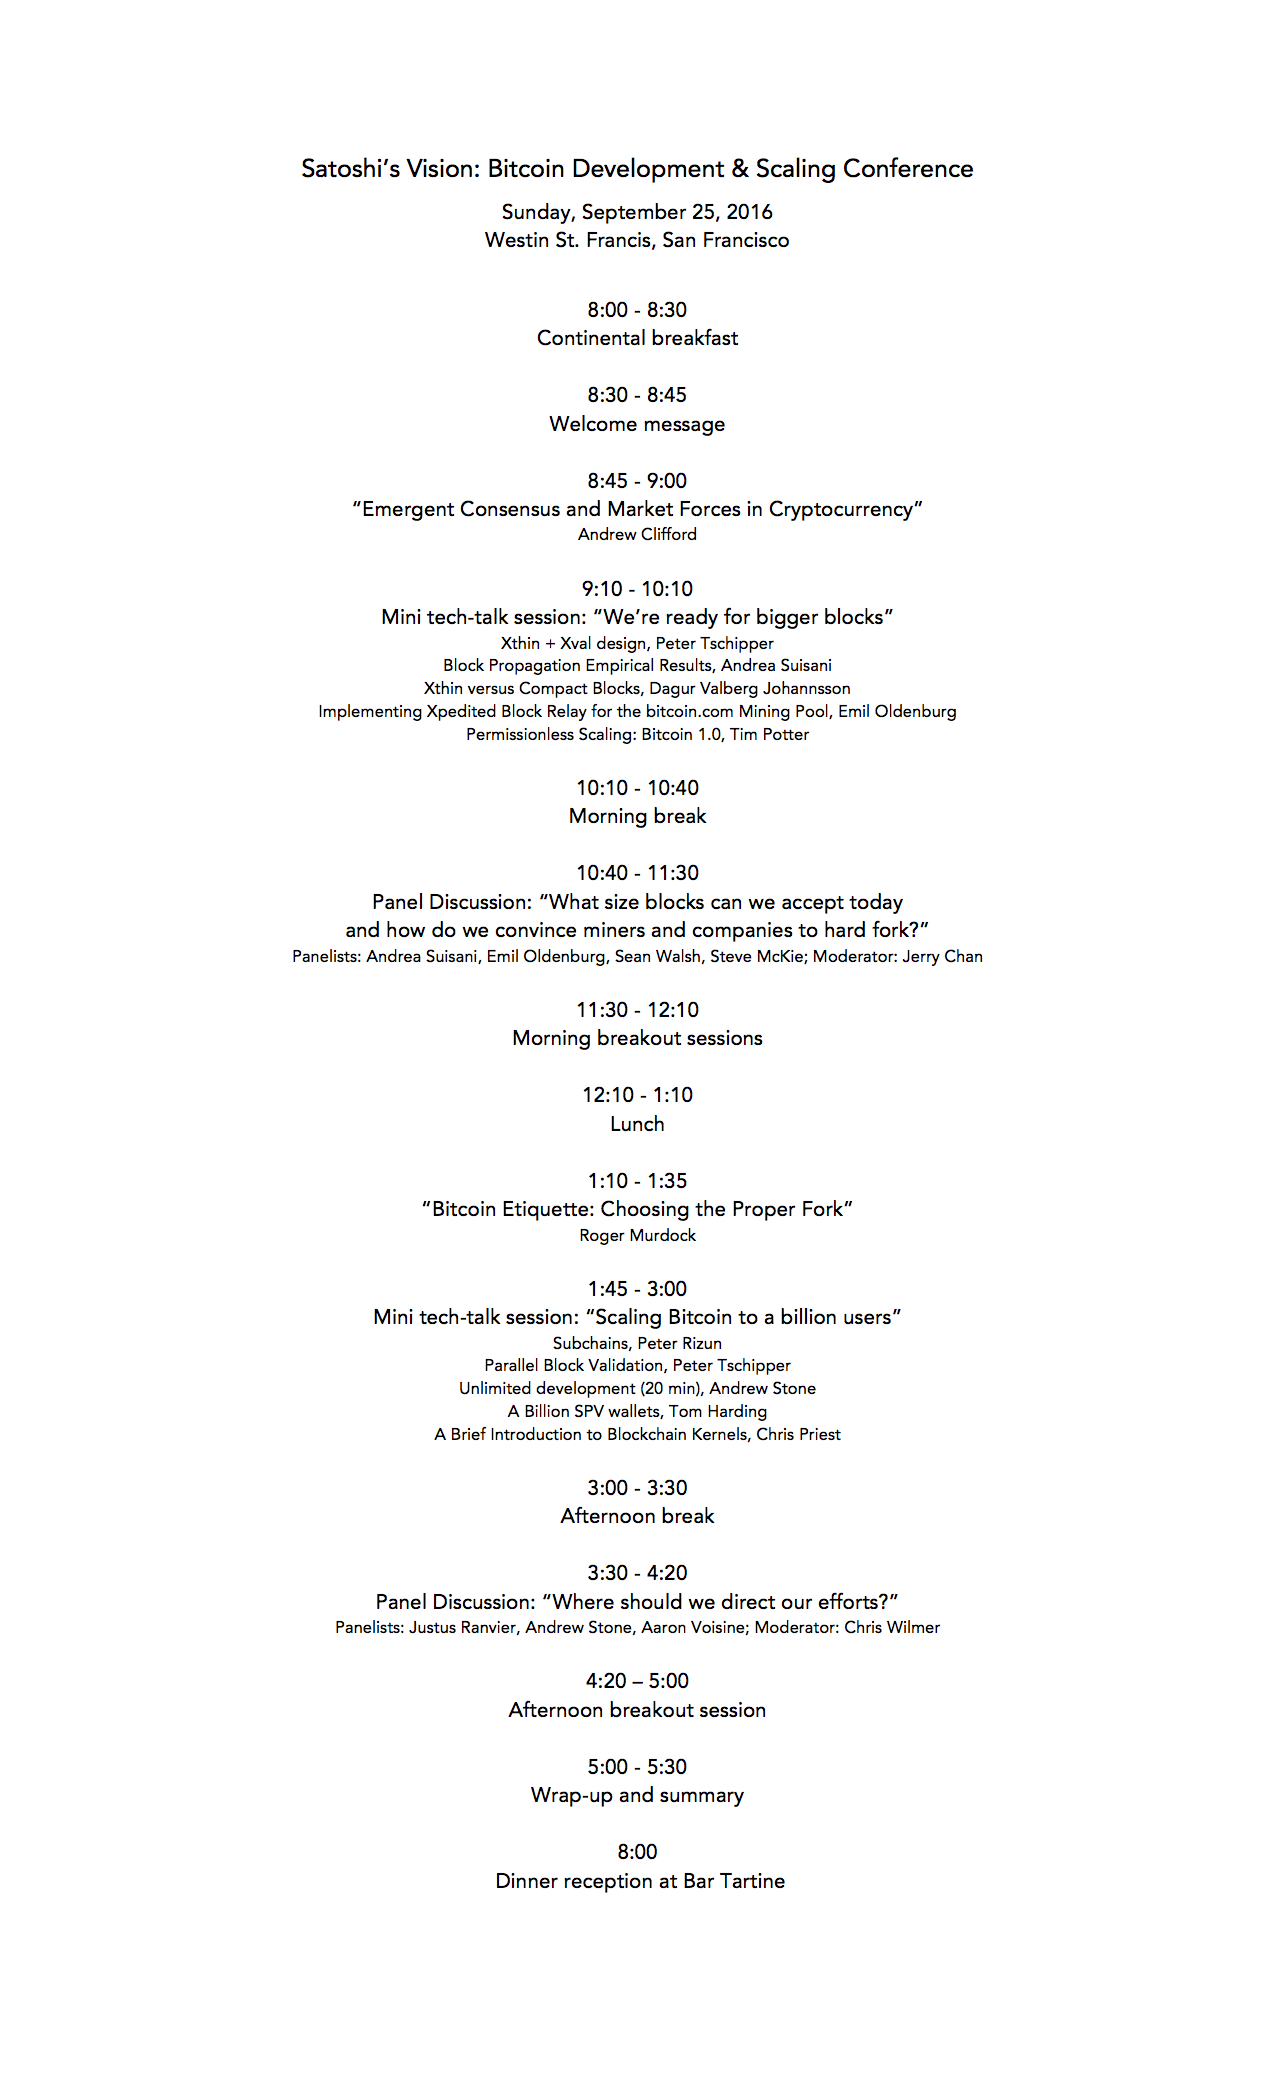 Satoshi’s Vision: Bitcoin Development & Scaling Conference
Sunday, September 25, 2016
Westin St. Francis, San Francisco
8:00 - 8:30
Continental breakfast
8:30 - 8:45
Welcome message
8:45 - 9:00
“Emergent Consensus and Market Forces in Cryptocurrency”
Andrew Clifford
9:10 - 10:10
Mini tech-talk session: “We’re ready for bigger blocks”
Xthin + Xval design, Peter Tschipper
Block Propagation Empirical Results, Andrea Suisani
Xthin versus Compact Blocks, Dagur Valberg Johannsson
Implementing Xpedited Block Relay for the bitcoin.com Mining Pool, Emil Oldenburg
Permissionless Scaling: Bitcoin 1.0, Tim Potter
10:10 - 10:40
Morning break
10:40 - 11:30
Panel Discussion: “What size blocks can we accept today
and how do we convince miners and companies to hard fork?”
Panelists: Andrea Suisani, Emil Oldenburg, Sean Walsh, Steve McKie; Moderator: Jerry Chan
11:30 - 12:10
Morning breakout sessions
12:10 - 1:10
Lunch
1:10 - 1:35
“Bitcoin Etiquette: Choosing the Proper Fork”
Roger Murdock
1:45 - 3:00
Mini tech-talk session: “Scaling Bitcoin to a billion users”
Subchains, Peter Rizun
Parallel Block Validation, Peter Tschipper
Unlimited development (20 min), Andrew Stone
A Billion SPV wallets, Tom Harding
A Brief Introduction to Blockchain Kernels, Chris Priest
3:00 - 3:30
Afternoon break
3:30 - 4:20
Panel Discussion: “Where should we direct our efforts?”
Panelists: Justus Ranvier, Andrew Stone, Aaron Voisine; Moderator: Chris Wilmer
4:20 – 5:00
Afternoon breakout session
5:00 - 5:30
Wrap-up and summary
8:00
Dinner reception at Bar Tartine